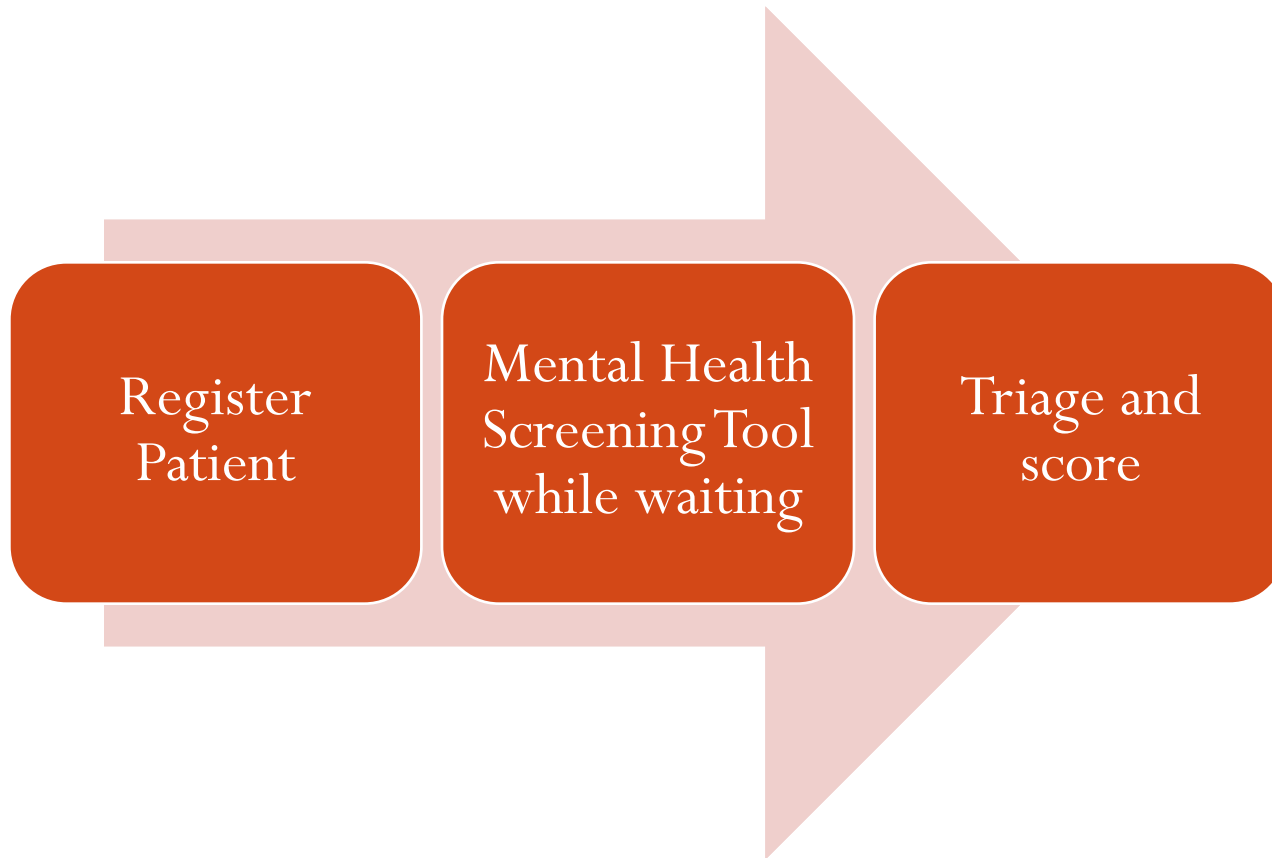 Register
Patient
Mental Health
Screening Tool
while waiting
Triage and
score